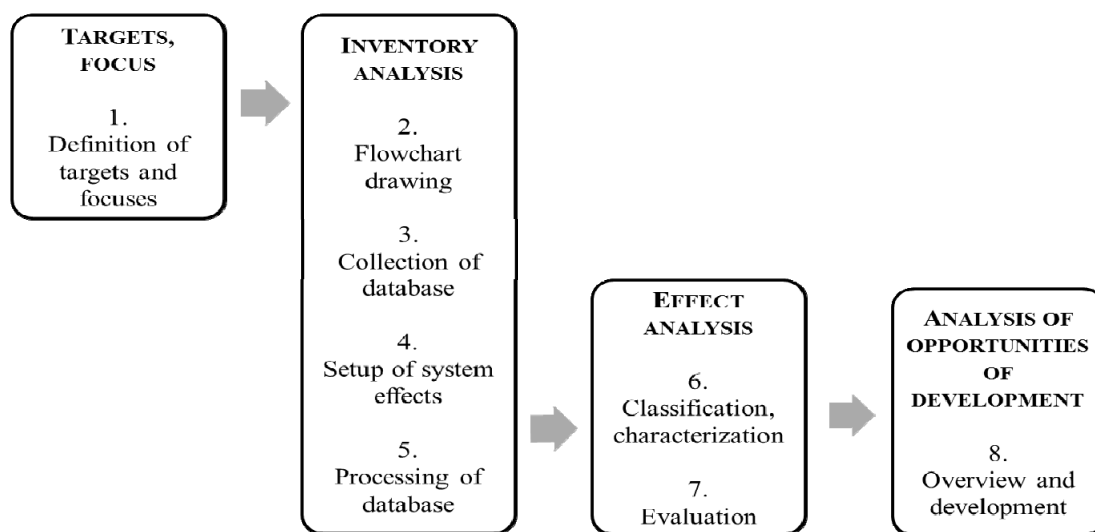 TARGETS,
FOCUS
1.
Definition of
targets and
focuses
INVENTORY
ANALYSIS
2.
Flowchart
drawing
3.
Collection of
database
4.
Setup of system
effects
5.
Processing of
database
EFFECT
ANALYSIS
6.
Classification,
characterization
7.
Evaluation
ANALYSIS OF
OPPORTUNITIES
OF
DEVELOPMENT
8.
Overview and
development